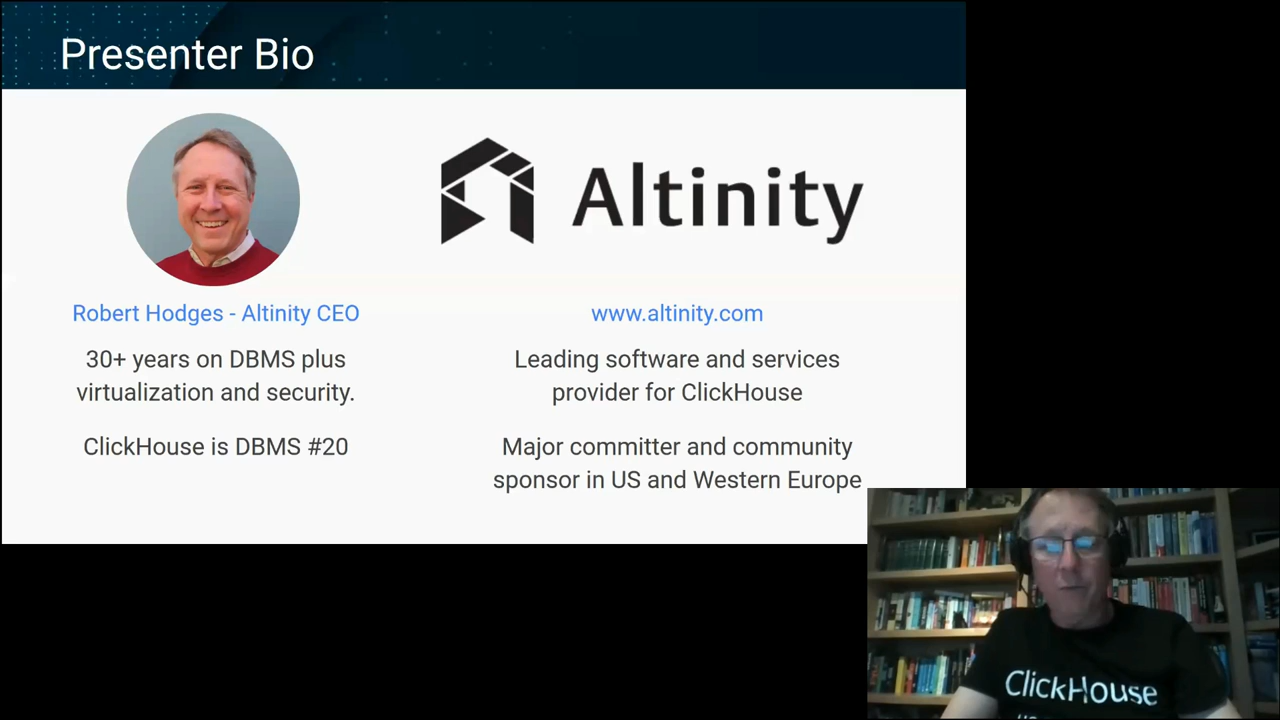 Presenter Bio
Altinity
Robert Hodges - Altinity CEO
30+ years on DBMS plus
virtualization and security.
ClickHouse is DBMS #20
www.altinity.com
Leading software and services
provider for ClickHouse
Major committer and community
sponsor in US and Western Europe
ClickHouse